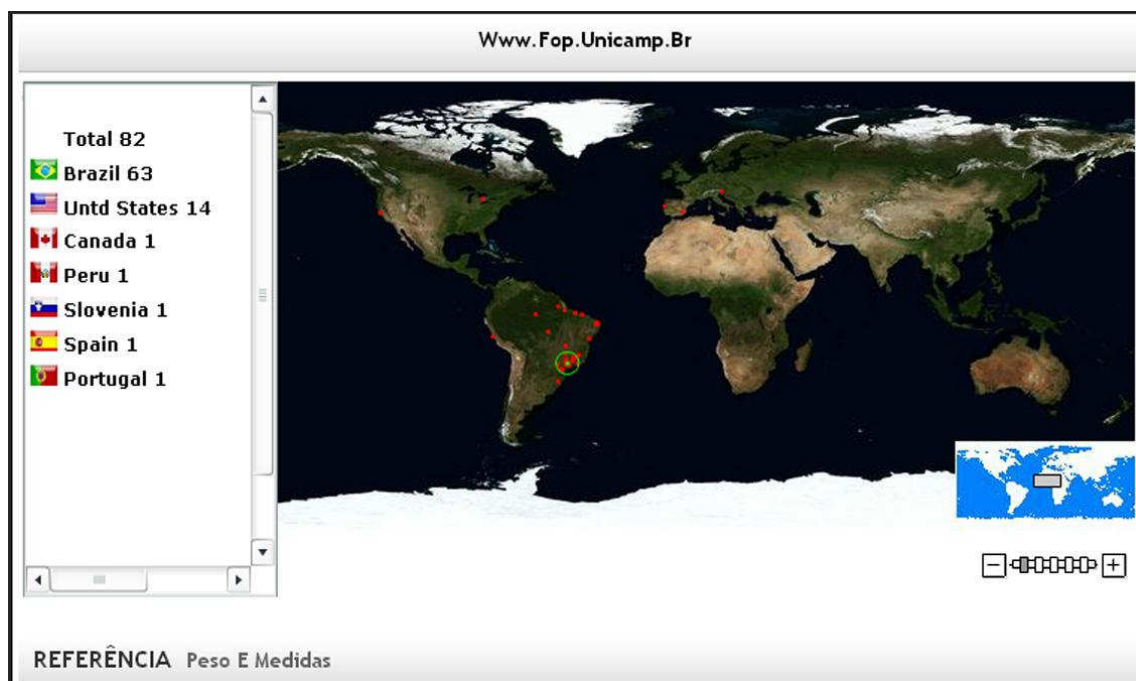 Www.Fop.Unicamp.Br
Total 82
Brazil 63
Untd States 14
Canada 1
Peru 1
Slovenia 1
Spain 1
Portugal 1
REFERÊNCIA Peso E Medidas